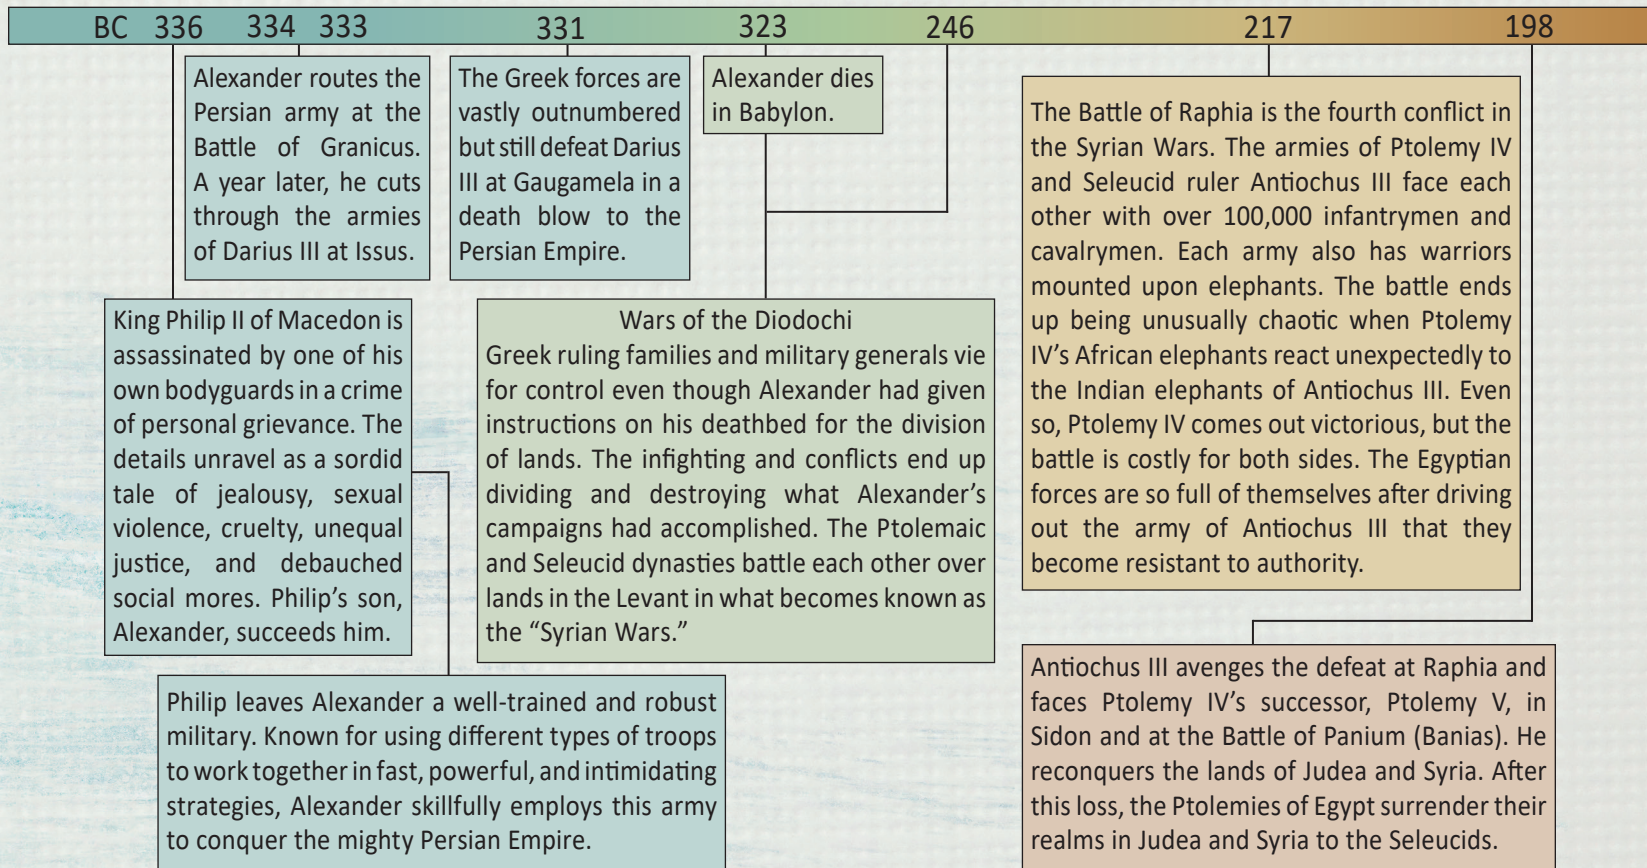 BC 336 334 333 331 323 246 217 198
Alexander routes the
Persian army at the
Battle of Granicus.
A year later, he cuts
through the armies
of Darius III at Issus.
The Greek forces are
vastly outnumbered
but still defeat Darius
III at Gaugamela in a
death blow to the
Persian Empire.
Alexander dies
in Babylon.
The Battle of Raphia is the fourth conflict in
the Syrian Wars. The armies of Ptolemy IV
and Seleucid ruler Antiochus III face each
other with over 100,000 infantrymen and
cavalrymen. Each army also has warriors
mounted upon elephants. The battle ends
up being unusually chaotic when Ptolemy
IV’s African elephants react unexpectedly to
the Indian elephants of Antiochus III. Even
so, Ptolemy IV comes out victorious, but the
battle is costly for both sides. The Egyptian
forces are so full of themselves after driving
out the army of Antiochus III that they
become resistant to authority.
King Philip II of Macedon is
assassinated by one of his
own bodyguards in a crime
of personal grievance. The
details unravel as a sordid
tale of jealousy, sexual
violence, cruelty, unequal
justice, and debauched
social mores. Philip’s son,
Alexander, succeeds him.
Wars of the Diodochi
Greek ruling families and military generals vie
for control even though Alexander had given
instructions on his deathbed for the division
of lands. The infighting and conflicts end up
dividing and destroying what Alexander’s
campaigns had accomplished. The Ptolemaic
and Seleucid dynasties battle each other over
lands in the Levant in what becomes known as
the “Syrian Wars.”
Philip leaves Alexander a well-trained and robust
military. Known for using different types of troops
to work together in fast, powerful, and intimidating
strategies, Alexander skillfully employs this army
to conquer the mighty Persian Empire.
Antiochus III avenges the defeat at Raphia and
faces Ptolemy IV’s successor, Ptolemy V, in
Sidon and at the Battle of Panium (Banias). He
reconquers the lands of Judea and Syria. After
this loss, the Ptolemies of Egypt surrender their
realms in Judea and Syria to the Seleucids.